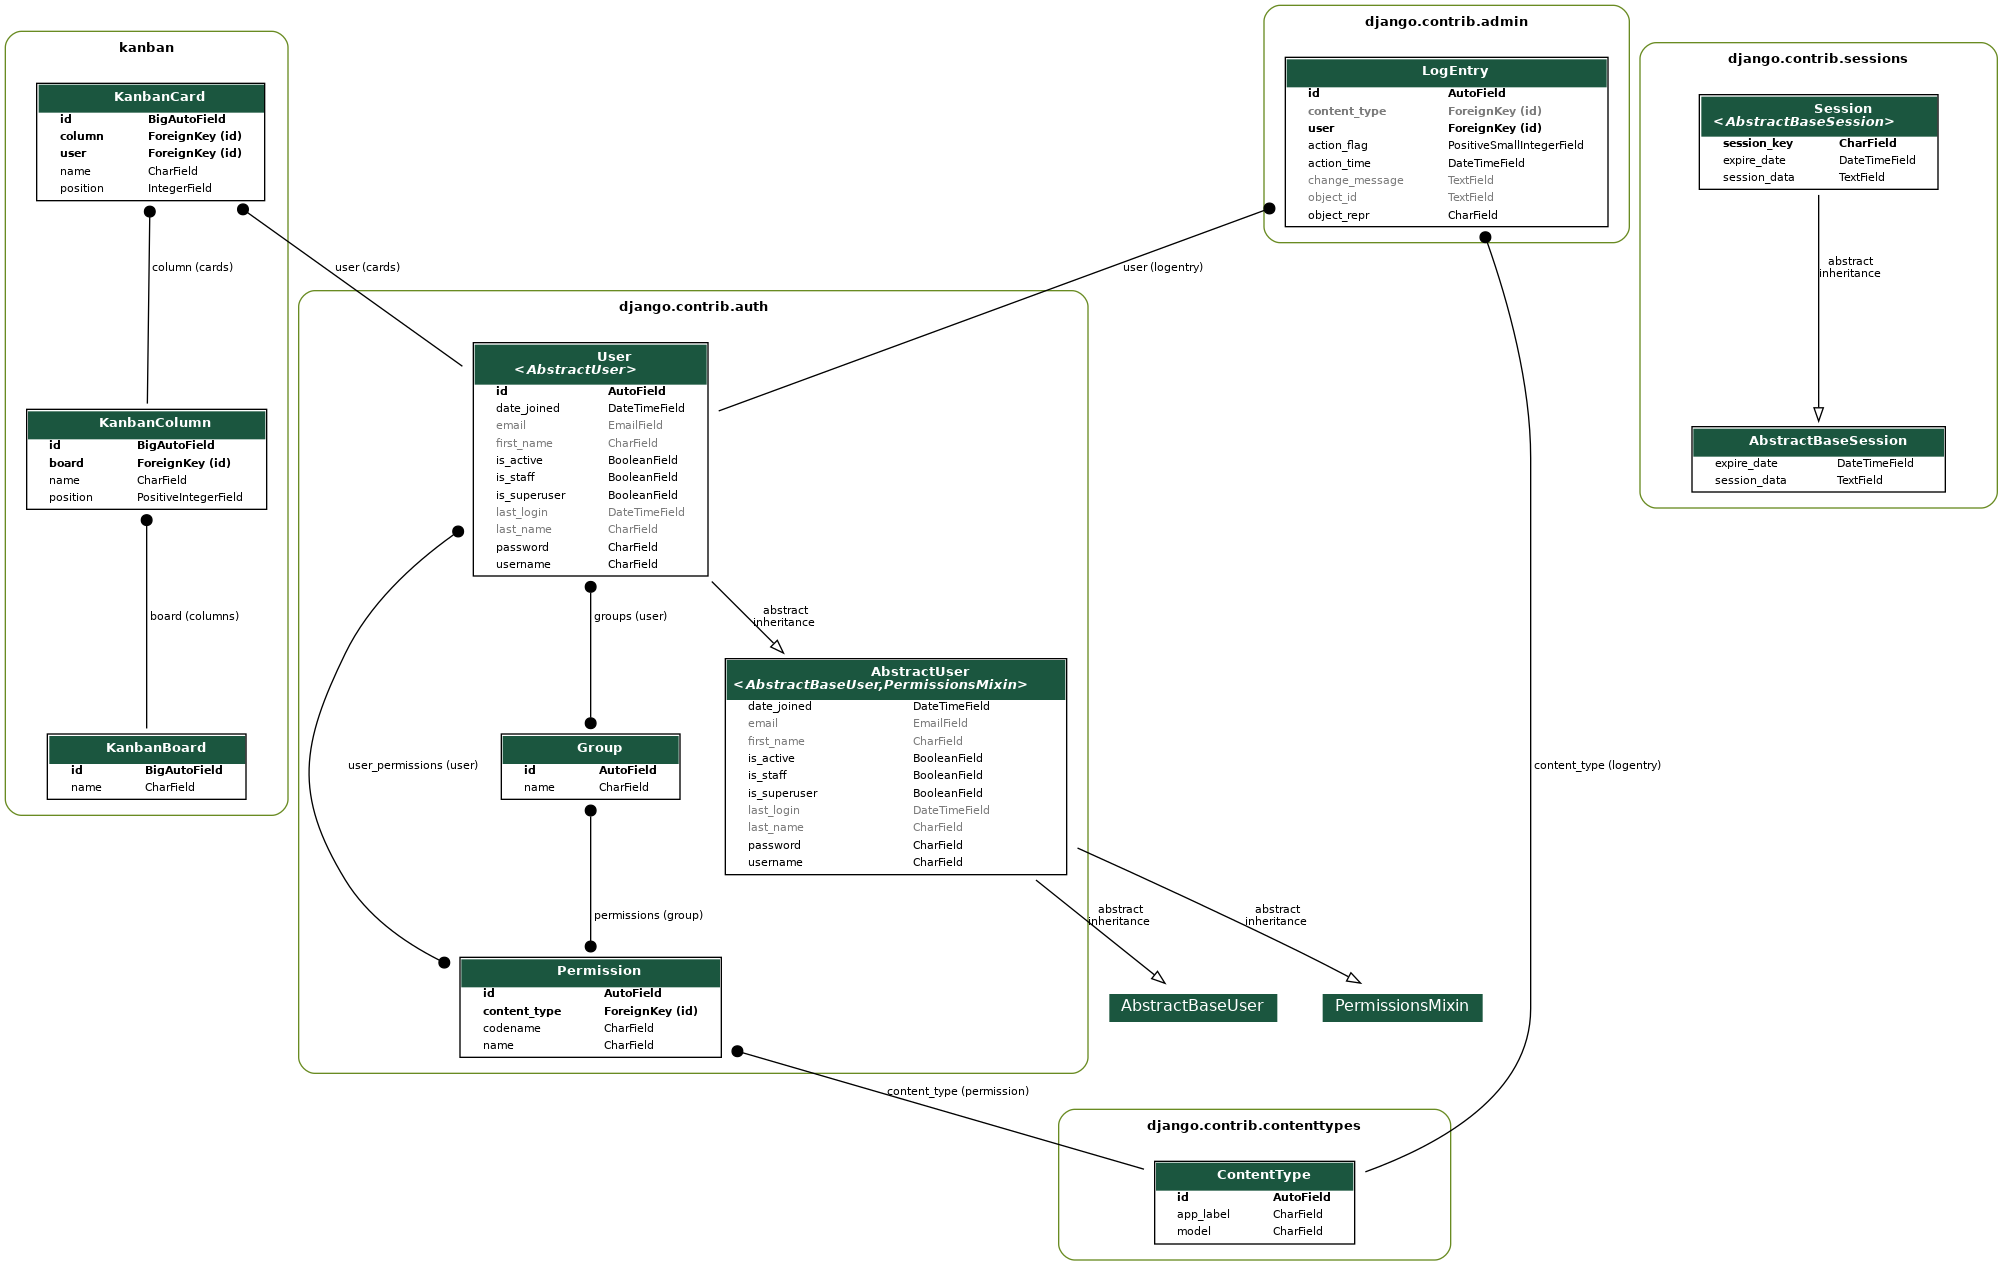 kanban
KanbanCard
id BigAutoField
column ForeignKey (id)
user ForeignKey (id)
name CharField
position IntegerField
column (cards)
user (cards)
KanbanColumn
id BigAutoField
board ForeignKey (id)
name CharField
position PositiveIntegerField
board (columns)
KanbanBoard
id BigAutoField
name CharField
django.contrib.admin
LogEntry
id AutoField
content_type ForeignKey (id)
user ForeignKey (id)
action_flag PositiveSmallIntegerField
action_time DateTimeField
change_message TextField
object_id TextField
object_repr CharField
user (logentry)
django.contrib.sessions
Session
<AbstractBaseSession>
session_key CharField
expire_date DateTimeField
session_data TextField
abstract
inheritance
AbstractBaseSession
expire_date DateTimeField
session_data TextField
django.contrib.auth
User
<AbstractUser>
id AutoField
date_joined DateTimeField
email EmailField
first_name CharField
is_active BooleanField
is_staff BooleanField
is_superuser BooleanField
last_login DateTimeField
last_name CharField
password CharField
username CharField
groups (user)
abstract
inheritance
user_permissions (user)
Group
id AutoField
name CharField
AbstractUser
<AbstractBaseUser,PermissionsMixin>
date_joined DateTimeField
email EmailField
first_name CharField
is_active BooleanField
is_staff BooleanField
is_superuser BooleanField
last_login DateTimeField
last_name CharField
password CharField
username CharField
content_type (logentry)
permissions (group)
abstract
inheritance
abstract
inheritance
Permission
id AutoField
content_type ForeignKey (id)
codename CharField
name CharField
AbstractBaseUser
PermissionsMixin
content_type (permission)
django.contrib.contenttypes
ContentType
id AutoField
app_label CharField
model CharField